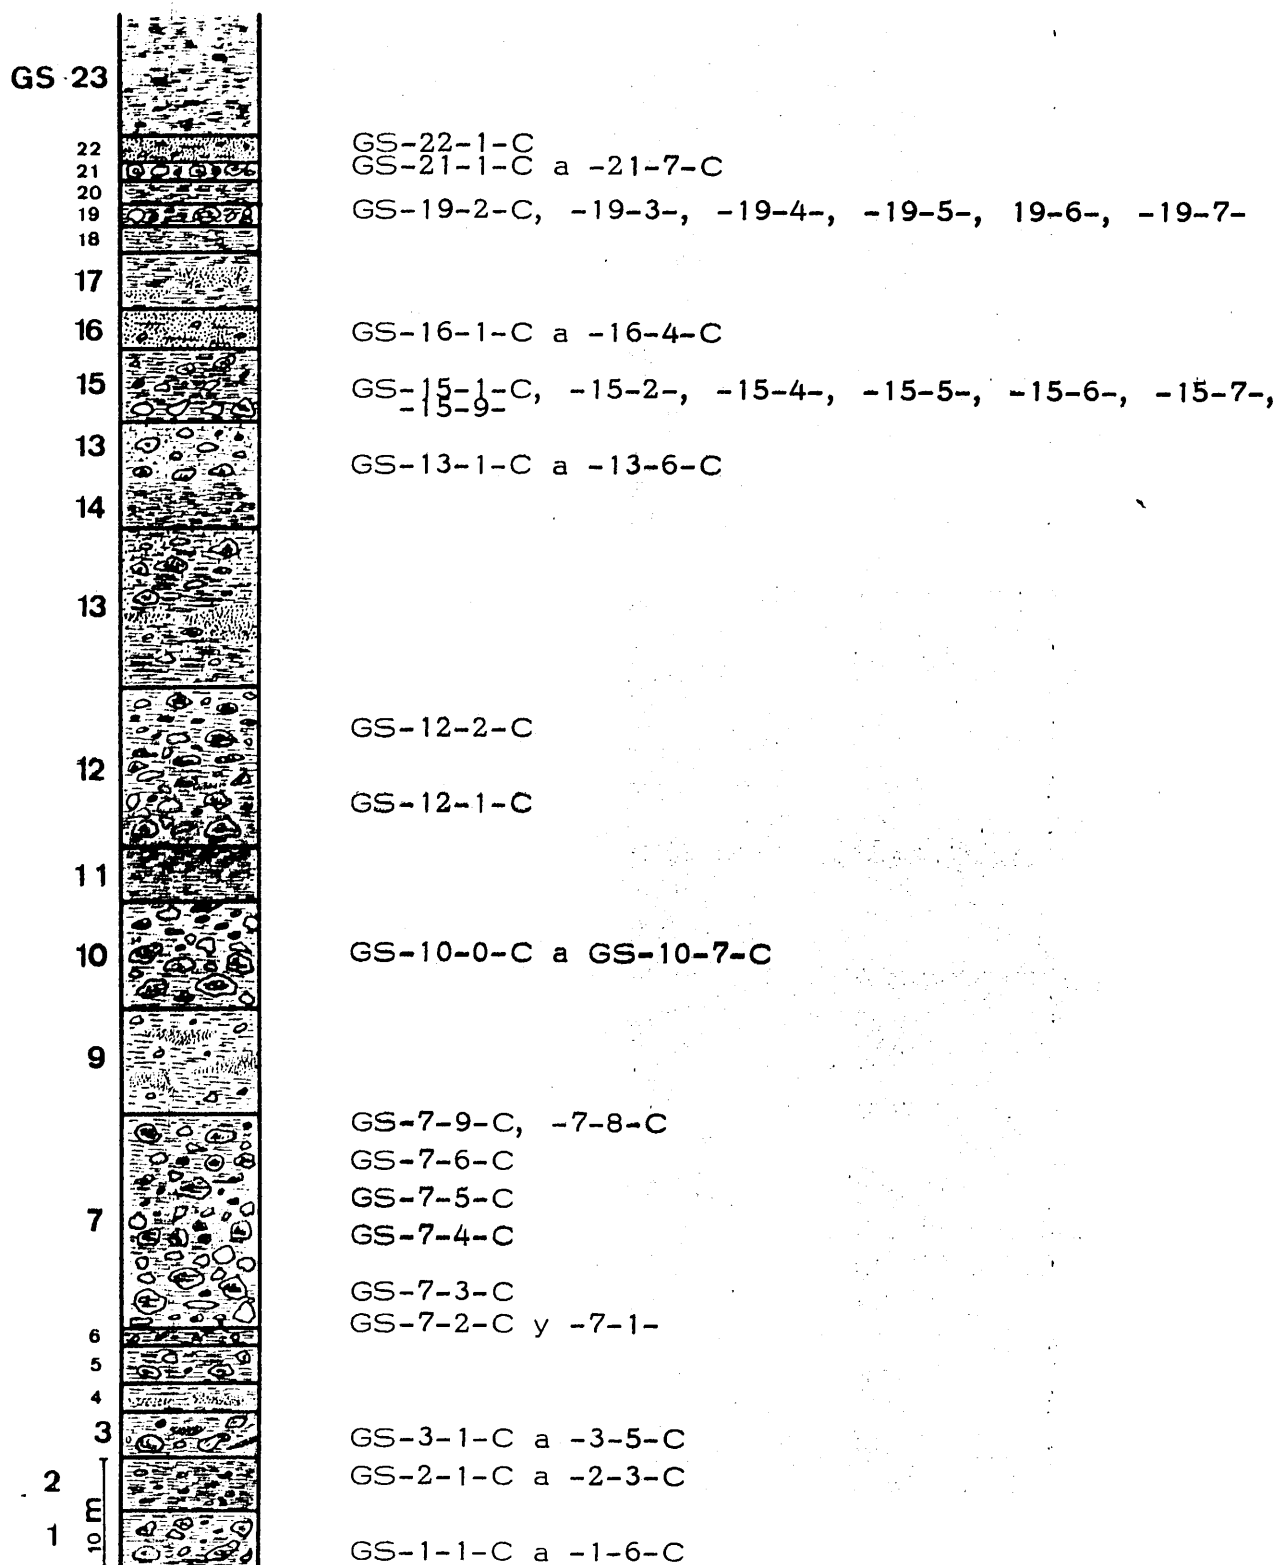 GS 23
22 GS-22-1-C
21 GS-21-1-C a -21-7-C
20
19 GS-19-2-C, -19-3-, -19-4-, -19-5-, 19-6-, -19-7-
18
17
16 GS-16-1-C a -16-4-C
15 GS-15-1-C, -15-2-, -15-4-, -15-5-, -15-6-, -15-7-,
-15-9-
13
GS-13-1-C a -13-6-C
14
13
GS-12-2-C
12
GS-12-1-C
11
10 GS-10-0-C a GS-10-7-C
9
GS-7-9-C, -7-8-C
GS-7-6-C
GS-7-5-C
7
GS-7-4-C
GS-7-3-C
GS-7-2-C y -7-1-
6
5
4
3 GS-3-1-C a -3-5-C
2 GS-2-1-C a -2-3-C
10 m
1 GS-1-1-C a -1-6-C